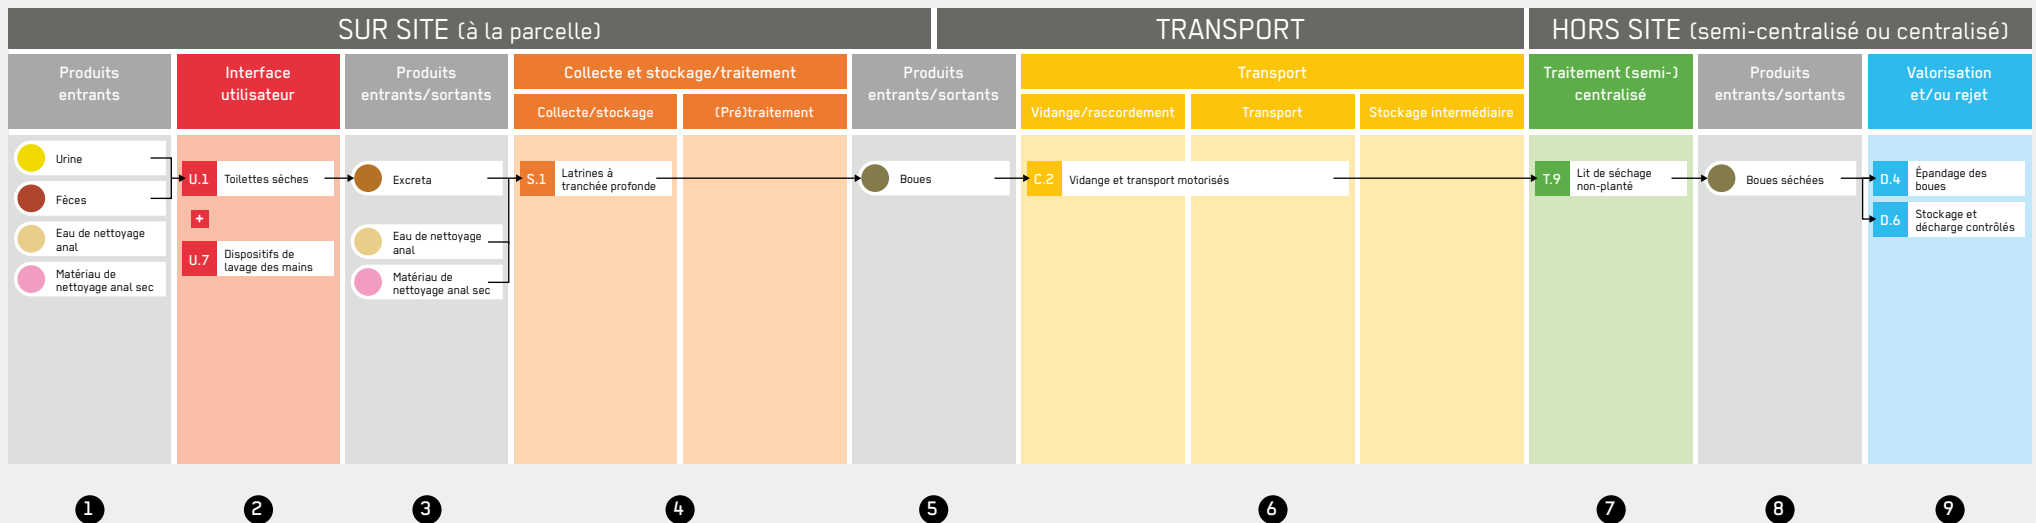 SUR SITE (à la parcelle)
TRANSPORT
HORS SITE (semi-centralisé ou centralisé)
Produits
entrants
Interface
utilisateur
Produits
entrants/sortants
Collecte et stockage/traitement
Collecte/stockage
(Pré)traitement
Produits
entrants/sortants
Transport
Vidange/raccordement
Transport
Stockage intermédiaire
Traitement (semi-)
centralisé
Produits
entrants/sortants
Valorisation
et/ou rejet
Urine
Fèces
Eau de nettoyage
anal
Matériau de
nettoyage anal sec
U.1
Toilettes sèches
+
U.7
Dispositifs de
lavage des mains
Excreta
Eau de nettoyage
anal
Matériau de
nettoyage anal sec
S.1
Latrines à
tranchée profonde
Boues
C.2
Vidange et transport motorisés
T.9
Lit de séchage
non-planté
Boues séchées
D.4
Épandage des
boues
D.6
Stockage et
décharge contrôlés
1
2
3
4
5
6
7
8
9